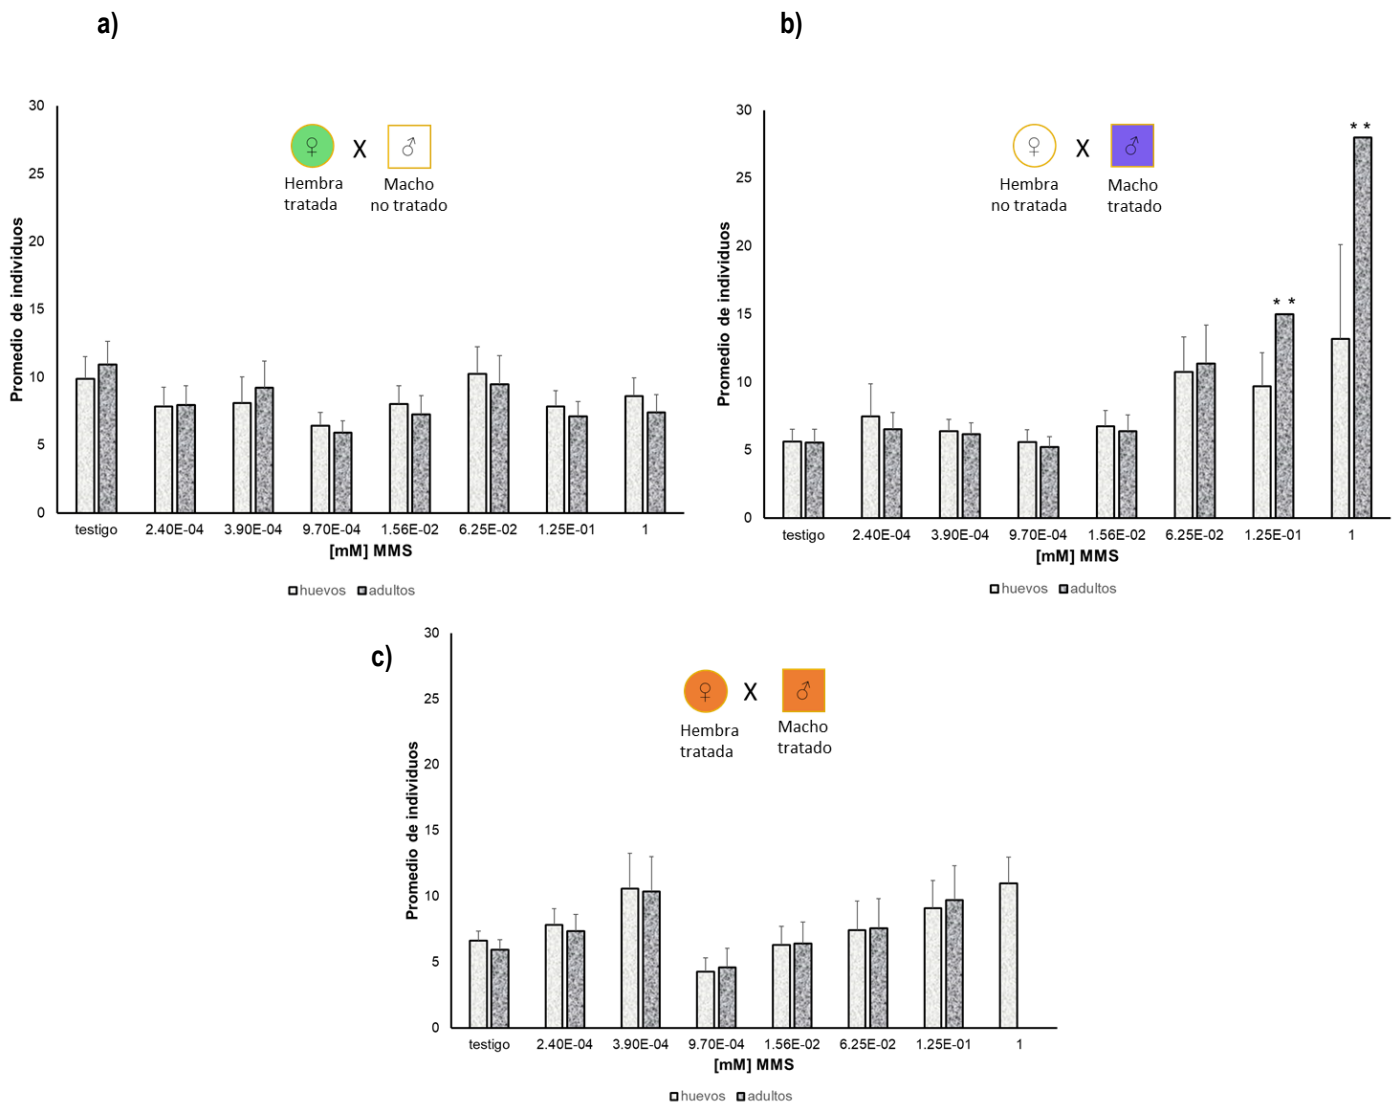 a)
30
25
20
15
10
5
0
Promedio de individuos
♀ X ♂
Hembra tratada
Macho no tratado
testigo 2.40E-04 3.90E-04 9.70E-04 1.56E-02 6.25E-02 1.25E-01 1
[mM] MMS
huevos adultos
b)
30
25
20
15
10
5
0
Promedio de individuos
♀ X ♂
Hembra no tratada
Macho tratado
* *
* *
testigo 2.40E-04 3.90E-04 9.70E-04 1.56E-02 6.25E-02 1.25E-01 1
[mM] MMS
huevos adultos
c)
30
25
20
15
10
5
0
Promedio de individuos
♀ X ♂
Hembra tratada
Macho tratado
testigo 2.40E-04 3.90E-04 9.70E-04 1.56E-02 6.25E-02 1.25E-01 1
[mM] MMS
huevos adultos